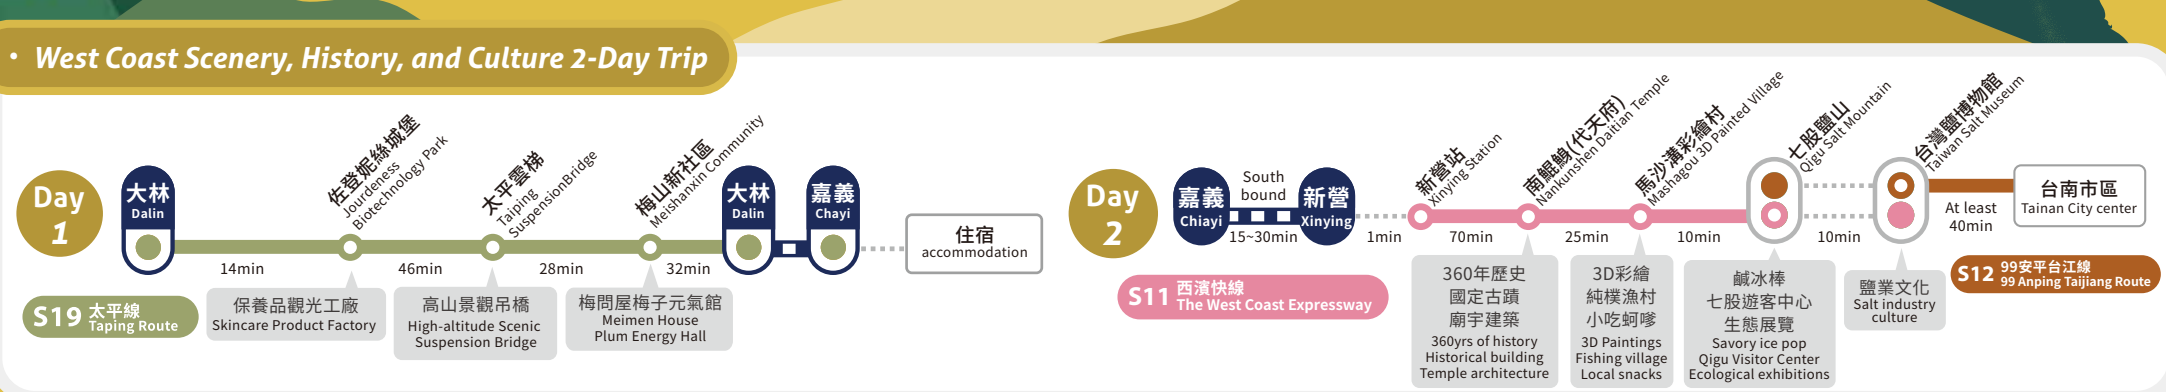 • West Coast Scenery, History, and Culture 2-Day Trip
Day
1
大林
Dalin
14min
佐登妮絲城堡
Jourdeness
Biotechnology Park
保養品觀光工廠
Skincare Product Factory
46min
太平雲梯
Taiping
SuspensionBridge
高山景觀吊橋
High-altitude Scenic
Suspension Bridge
28min
梅山新社區
Meishanxin Community
梅問屋梅子元氣館
Meimen House
Plum Energy Hall
32min
大林
Dalin
嘉義
Chayi
住宿
accommodation
S19 太平線
Taping Route
Day
2
嘉義
Chiayi
South
bound
15~30min
新營
Xinying
1min
新營站
Xinying Station
70min
南鯤鯓(代天府)
Nankunshen Daitian Temple
360年歷史
國定古蹟
廟宇建築
360yrs of history
Historical building
Temple architecture
25min
馬沙溝彩繪村
Mashagou 3D Painted Village
3D彩繪
純樸漁村
小吃蚵嗲
3D Paintings
Fishing village
Local snacks
10min
七股鹽山
Qigu Salt Mountain
鹹冰棒
七股遊客中心
生態展覽
Savory ice pop
Qigu Visitor Center
Ecological exhibitions
10min
台灣鹽博物館
Taiwan Salt Museum
鹽業文化
Salt industry
culture
At least
40min
台南市區
Tainan City center
S11 西濱快線
The West Coast Expressway
S12 99安平台江線
99 Anping Taijiang Route